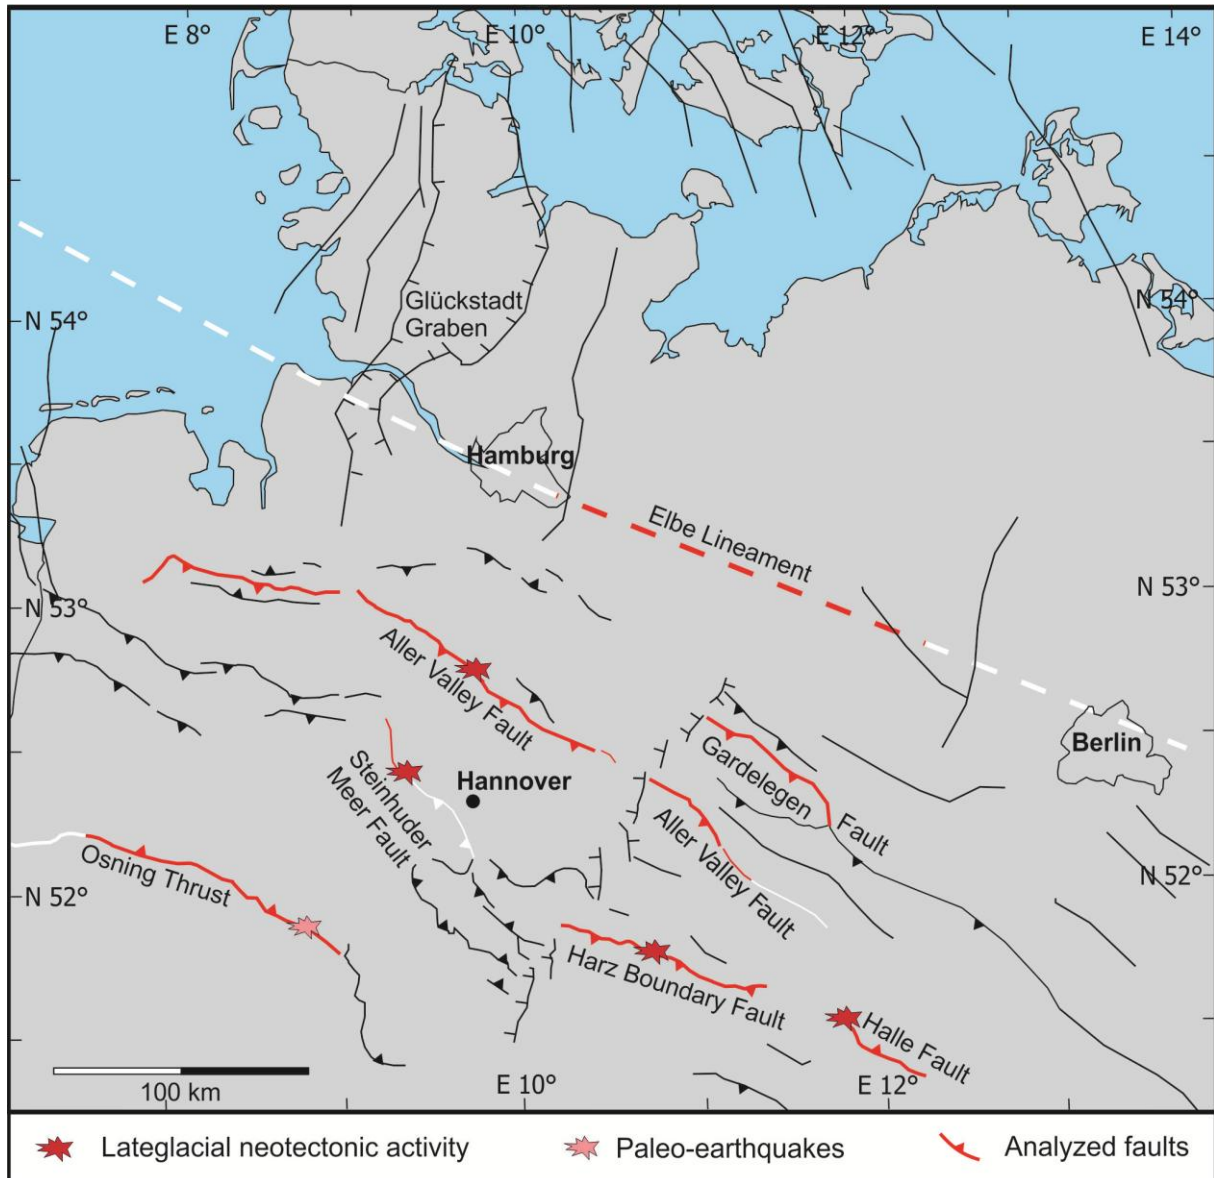 E 8°
E 10°
E 12°
E 14°
Glückstadt
Graben
N 54°
N 54°
Hamburg
Elbe Lineament
N 53°
N 53°
Aller Valley Fault
Steinhuder
Meer Fault
Hannover
Gardelegen Fault
Berlin
Aller Valley Fault
Osning Thrust
N 52°
N 52°
Harz Boundary Fault
Halle Fault
100 km
E 10°
E 12°
Lateglacial neotectonic activity
Paleo-earthquakes
Analyzed faults